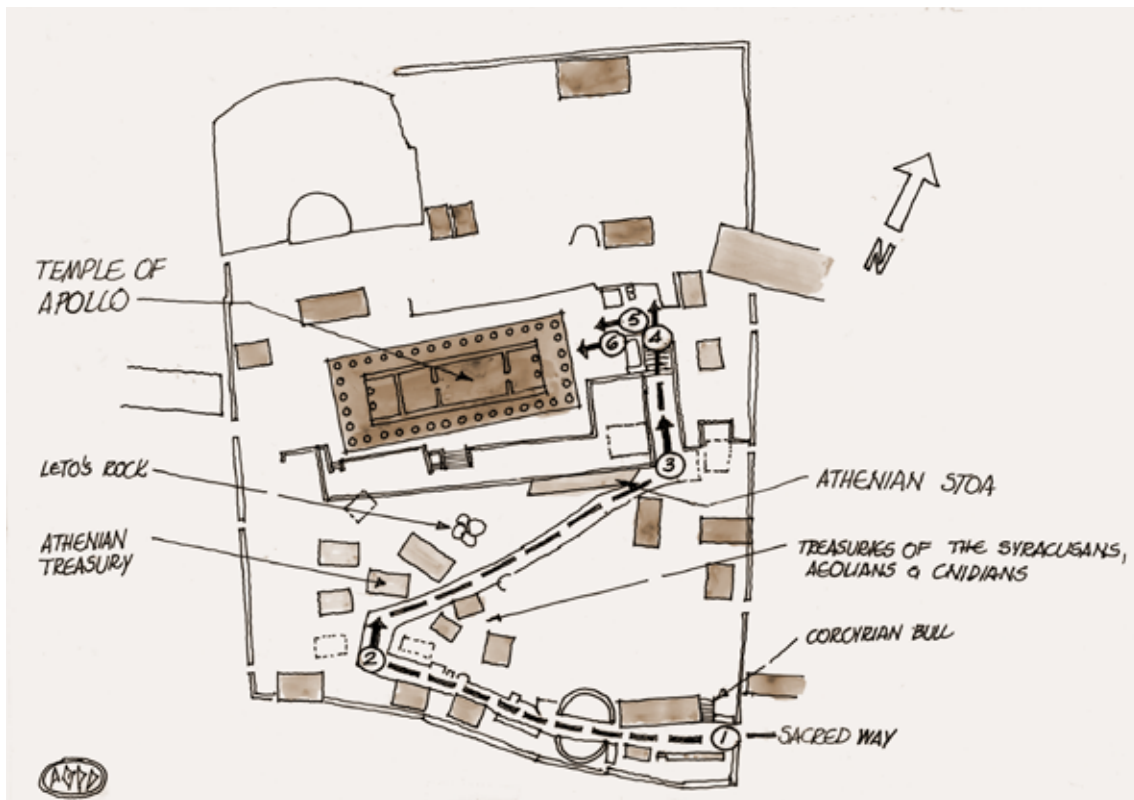 N
TEMPLE OF
APOLLO
5
4
6
LETO'S ROCK
3
ATHENIAN STOA
ATHENIAN
TREASURY
TREASURIES OF THE SYRACUSANS,
AEOLIANS & CNIDIANS
CORCYRIAN BULL
2
1
SACRED WAY